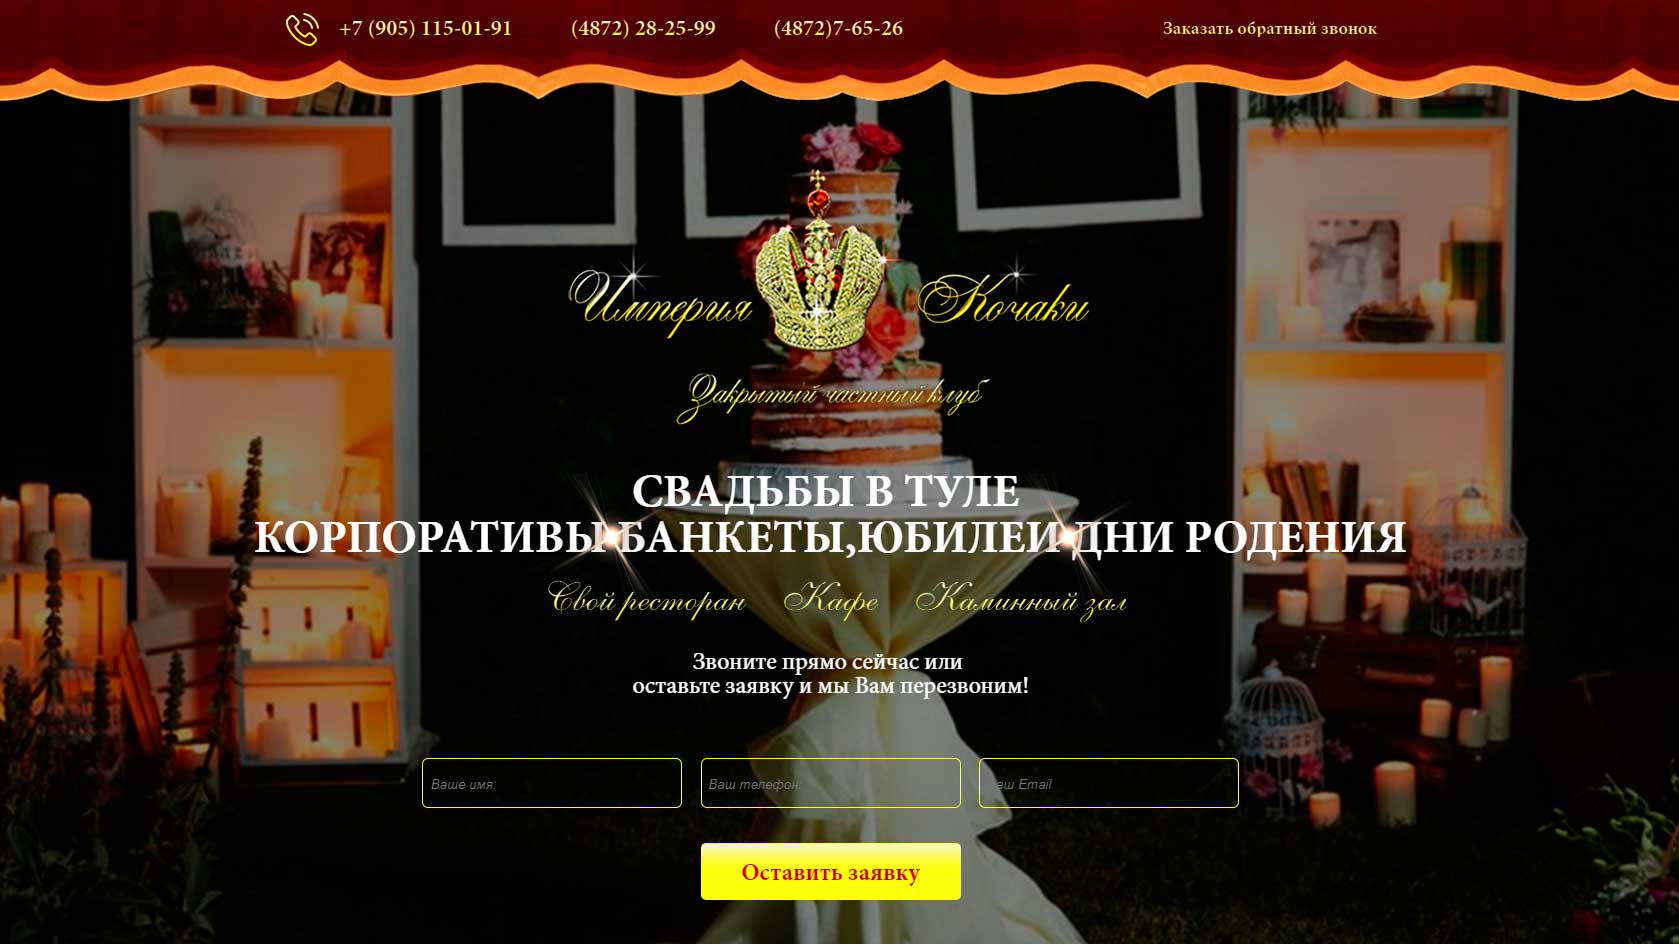 +7 (905) 115-01-91 (4872) 28-25-99 (4872)7-65-26 Заказать обратный звонок
Империя Кочаки
Закрытый частный клуб
СВАДЬБЫ В ТУЛЕ
КОРПОРАТИВЫ БАНКЕТЫ,ЮБИЛЕИ ДНИ РОДЕНИЯ
Свой ресторан Кафе Каминный зал
Звоните прямо сейчас или
оставьте заявку и мы Вам перезвоним!
Ваше имя: Ваш телефон: Ваш Email
Оставить заявку